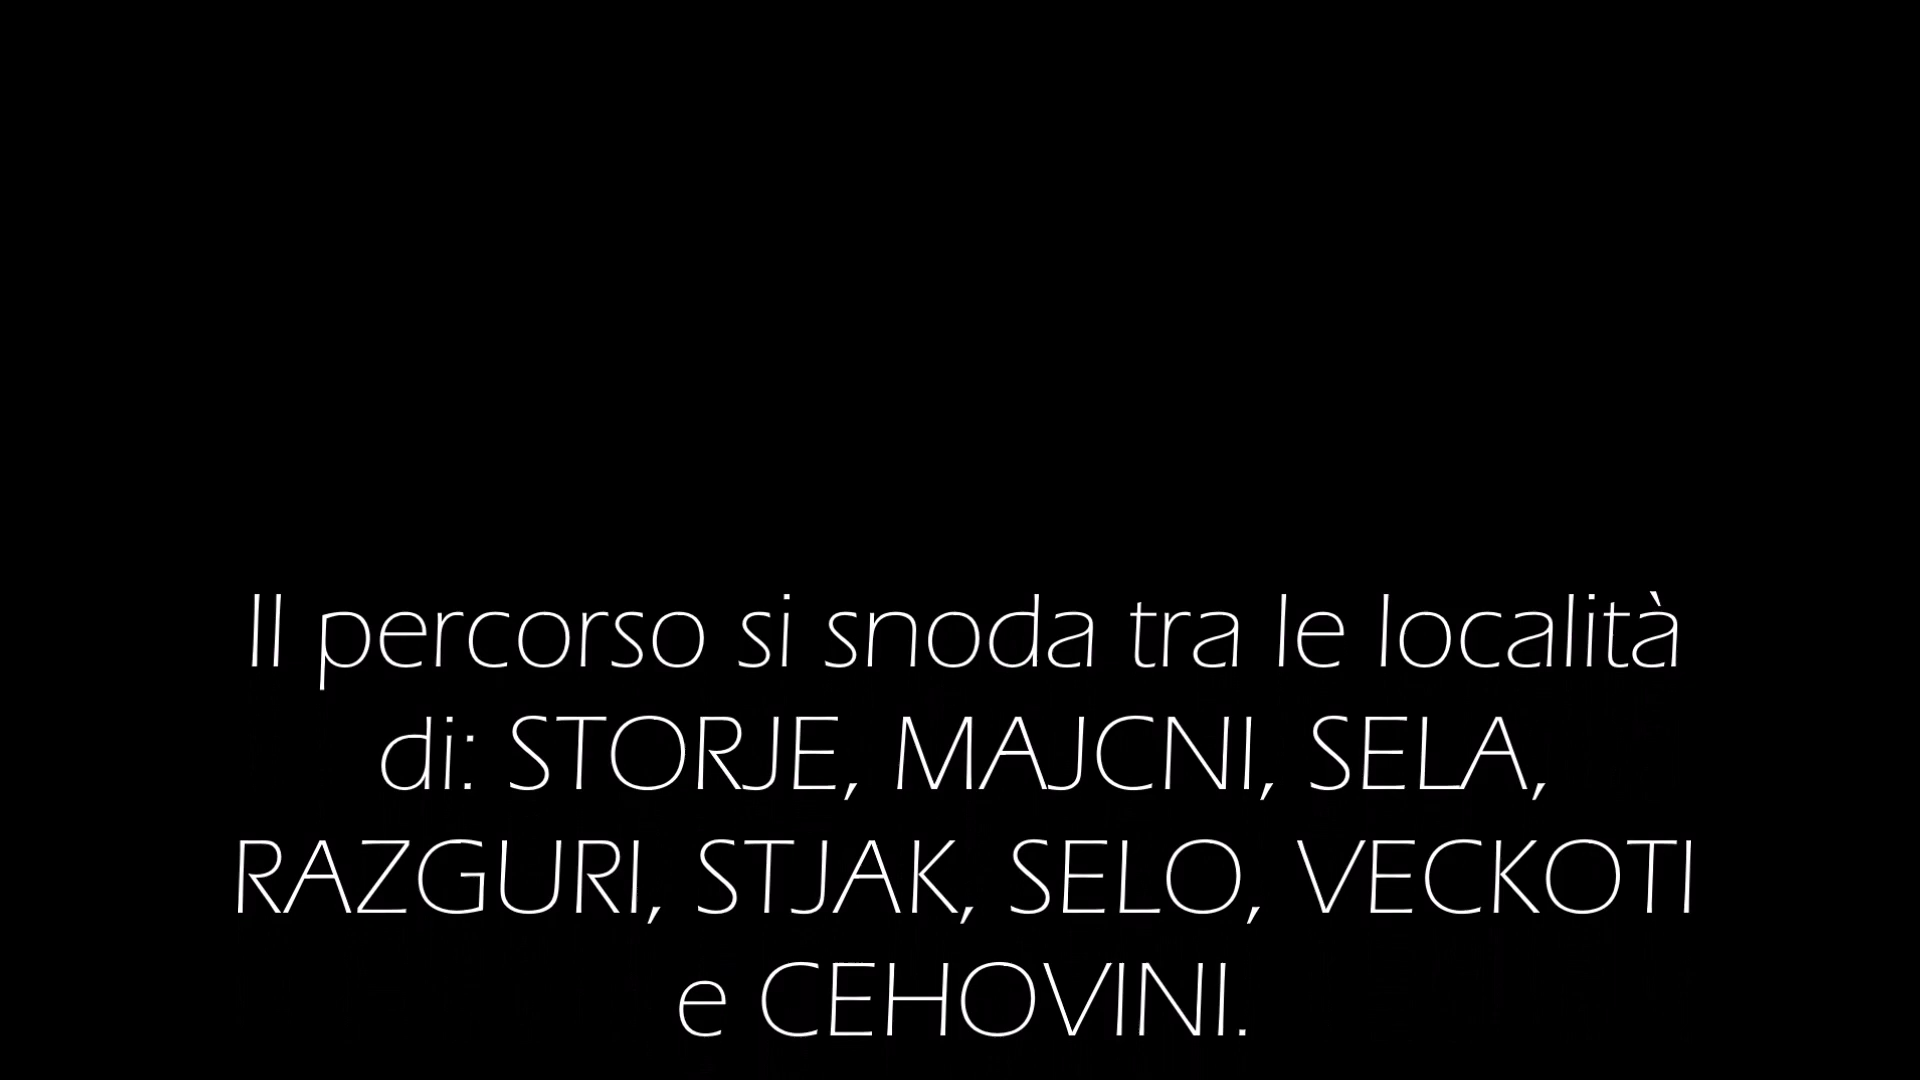 Il percorso si snoda tra le località
di: STORJE, MAJCNI, SELA,
RAZGURI, STJAK, SELO, VECKOTI
e CEHOVINI.